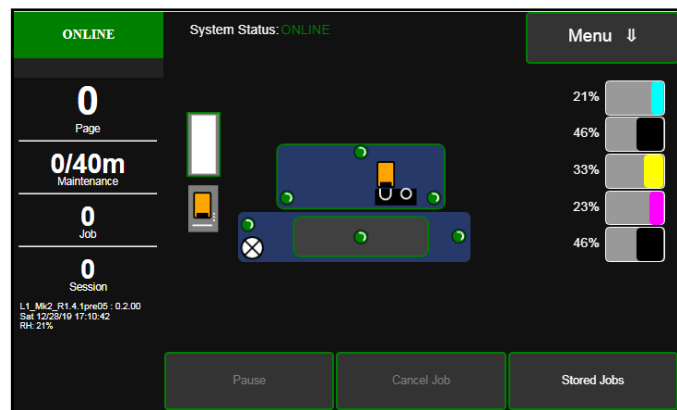 ONLINE
System Status: ONLINE
Menu ⇓
0
Page
0/40m
Maintenance
0
Job
0
Session
L1_Mk2_R1.4.1pre05 : 0.2.00
Sat 12/28/19 17:10:42
RH: 21%
21%
46%
33%
23%
46%
Pause
Cancel Job
Stored Jobs